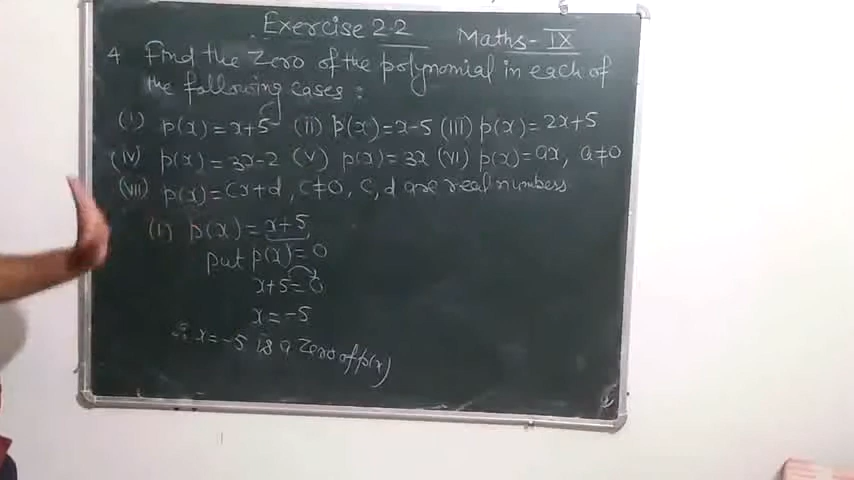 Exercise 2.2
Maths - IX
4 Find the Zero of the polynomial in each of
the following cases :
(i) p(x) = x+5 (ii) p(x) = x-5 (iii) p(x) = 2x+5
(iv) p(x) = 3x-2 (v) p(x) = 3x (vi) p(x) = ax, a≠0
(vii) p(x) = cx+d, c≠0, c, d are real numbers
(i) p(x) = x+5,
put p(x) = 0
x+5 = 0
x = -5
∴ x = -5 is a Zero of p(x)